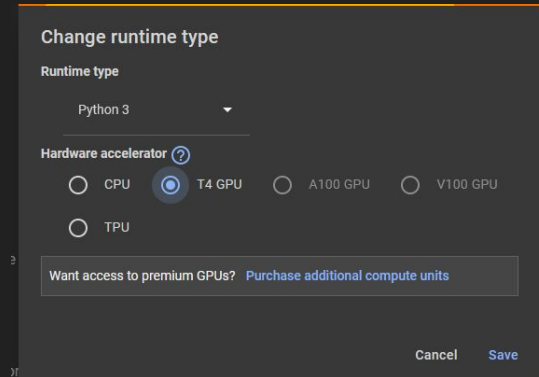 Change runtime type
Runtime type
Python 3
Hardware accelerator ?
CPU T4 GPU A100 GPU V100 GPU
TPU
Want access to premium GPUs? Purchase additional compute units
Cancel Save